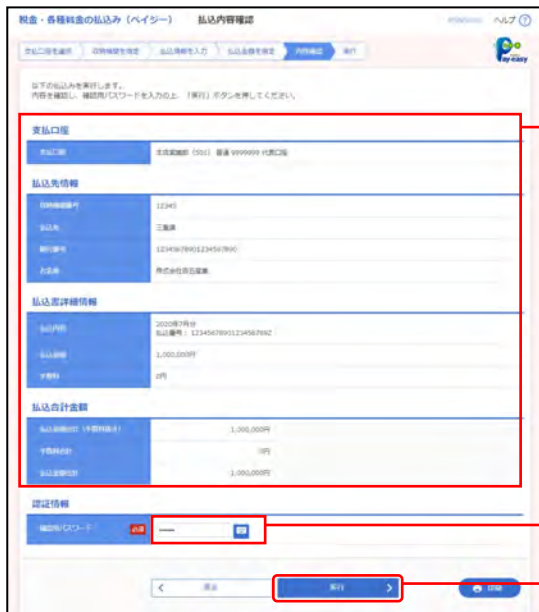 税金・各種料金の払込み（ペイジー） 払込内容確認
ヘルプ
支払口座を選択
収納機関を指定
払込情報を入力
払込金額を指定
内容確認
実行
Pay-easy
以下の払込みを実行します。
内容を確認し、確認用パスワードを入力の上、「実行」ボタンを押してください。
支払口座
支払口座
普通 9999999 代表口座
払込先情報
収納機関番号 12345
払込先 三重県
納付番号 12345678901234567890
お名前 株式会社百五産業
払込書詳細情報
払込内容 2020年7月分
払込金額 1,000,000円
手数料 0円
払込合計金額
払込金額合計（手数料抜き） 1,000,000円
手数料合計 0円
払込金額合計 1,000,000円
認証情報
確認用パスワード 必須
戻る
実行
印刷